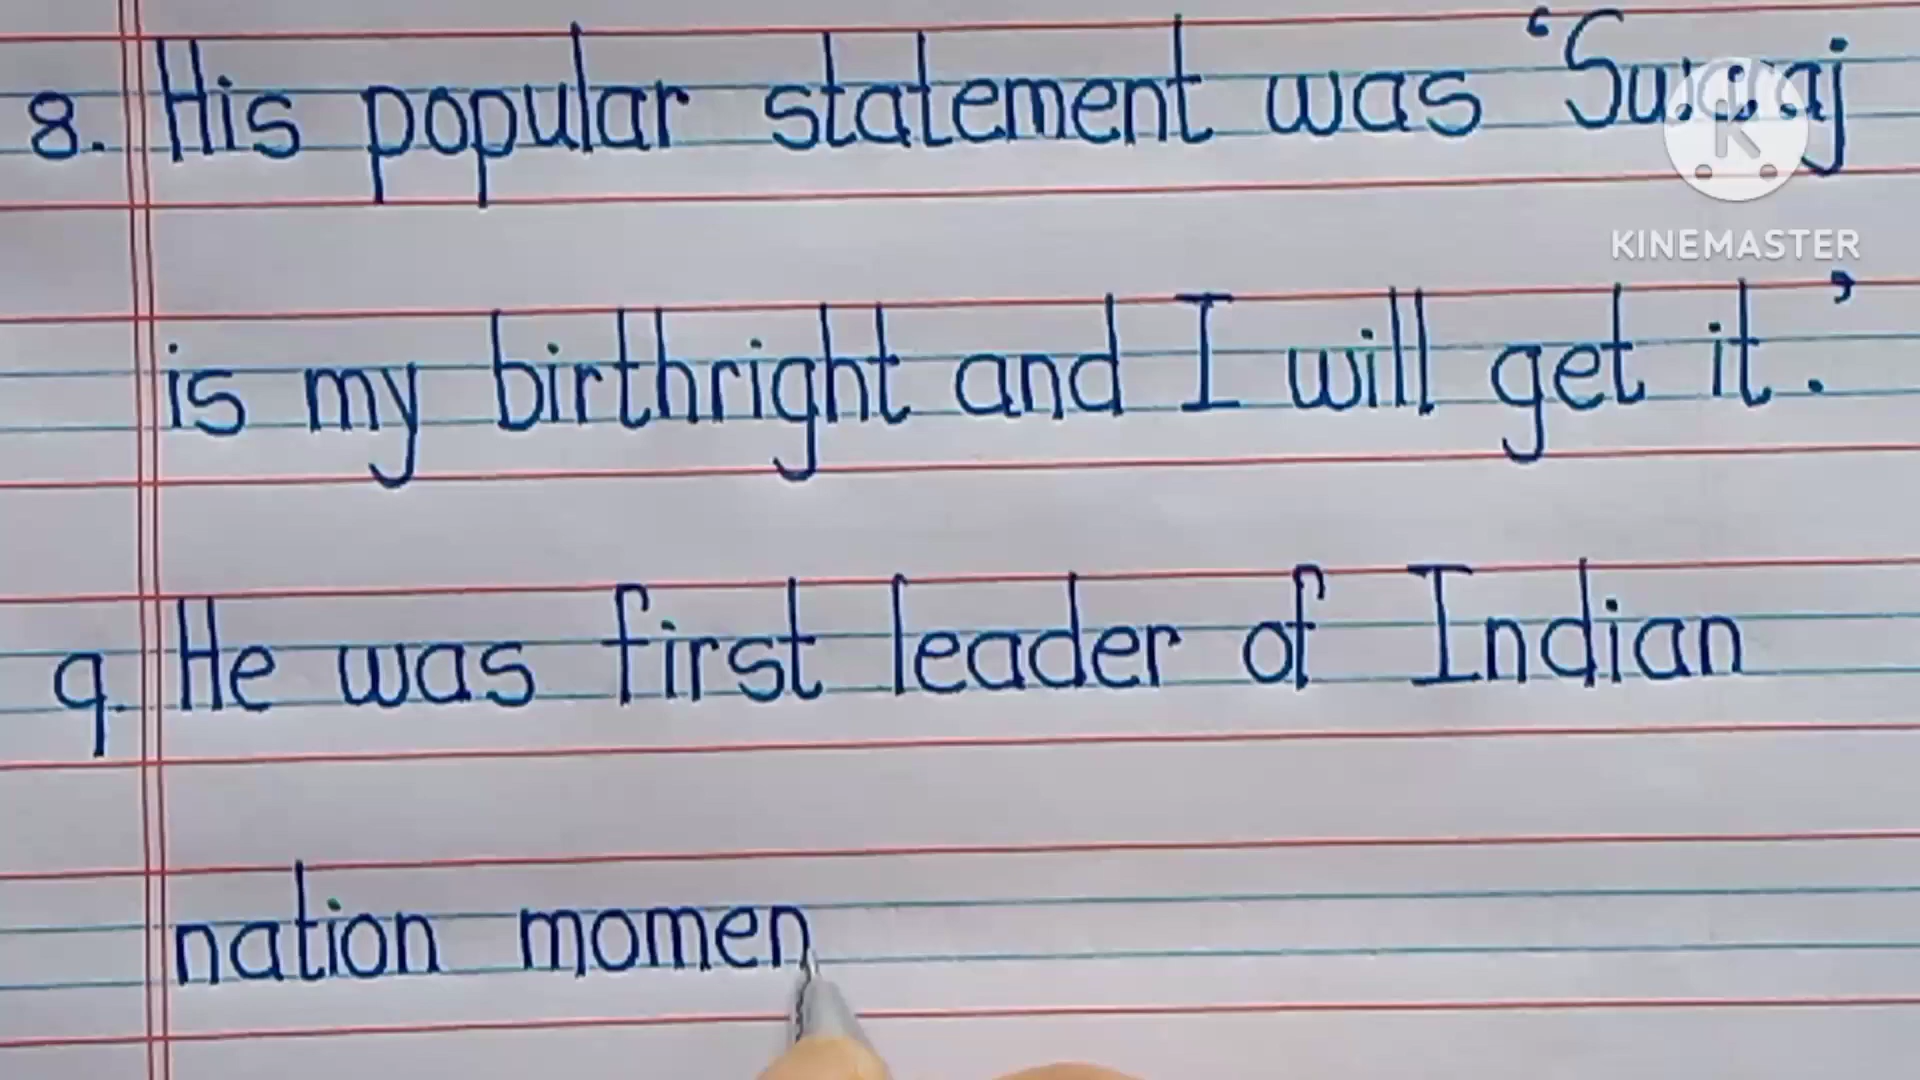 8. His popular statement was ‘Swaraj
KINEMASTER
is my birthright and I will get it.’
9. He was first leader of Indian
nation momen